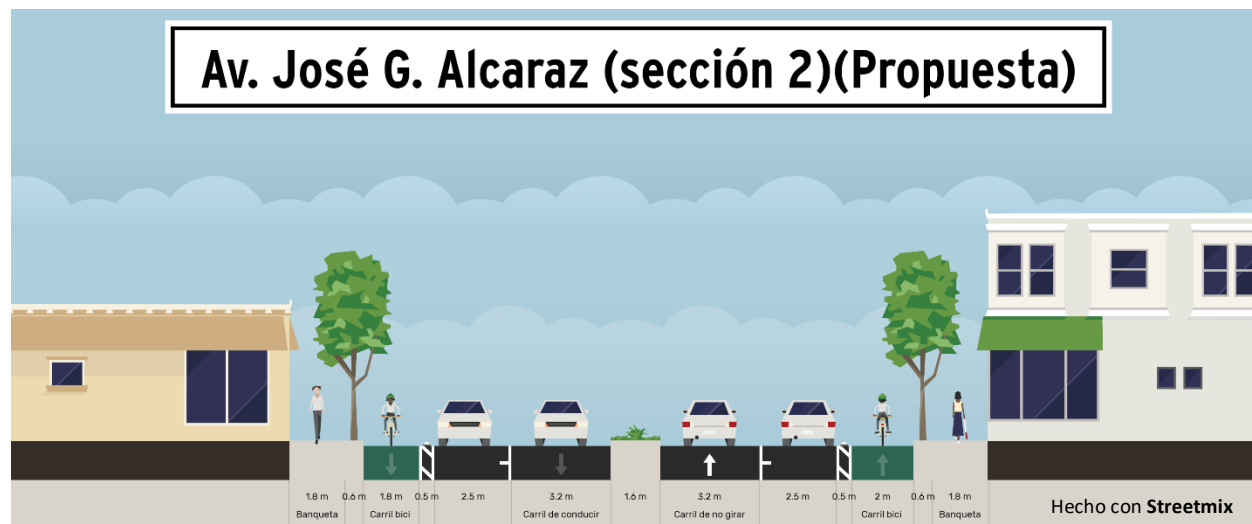 Av. José G. Alcaraz (sección 2)(Propuesta)
1.8 m 0.6 m 1.8 m 0.5 m 2.5 m 3.2 m 1.6 m 3.2 m 2.5 m 0.5 m 2 m 0.6 m 1.8 m
Banqueta Carril bici Carril de conducir Carril de no girar Carril bici Banqueta
Hecho con Streetmix